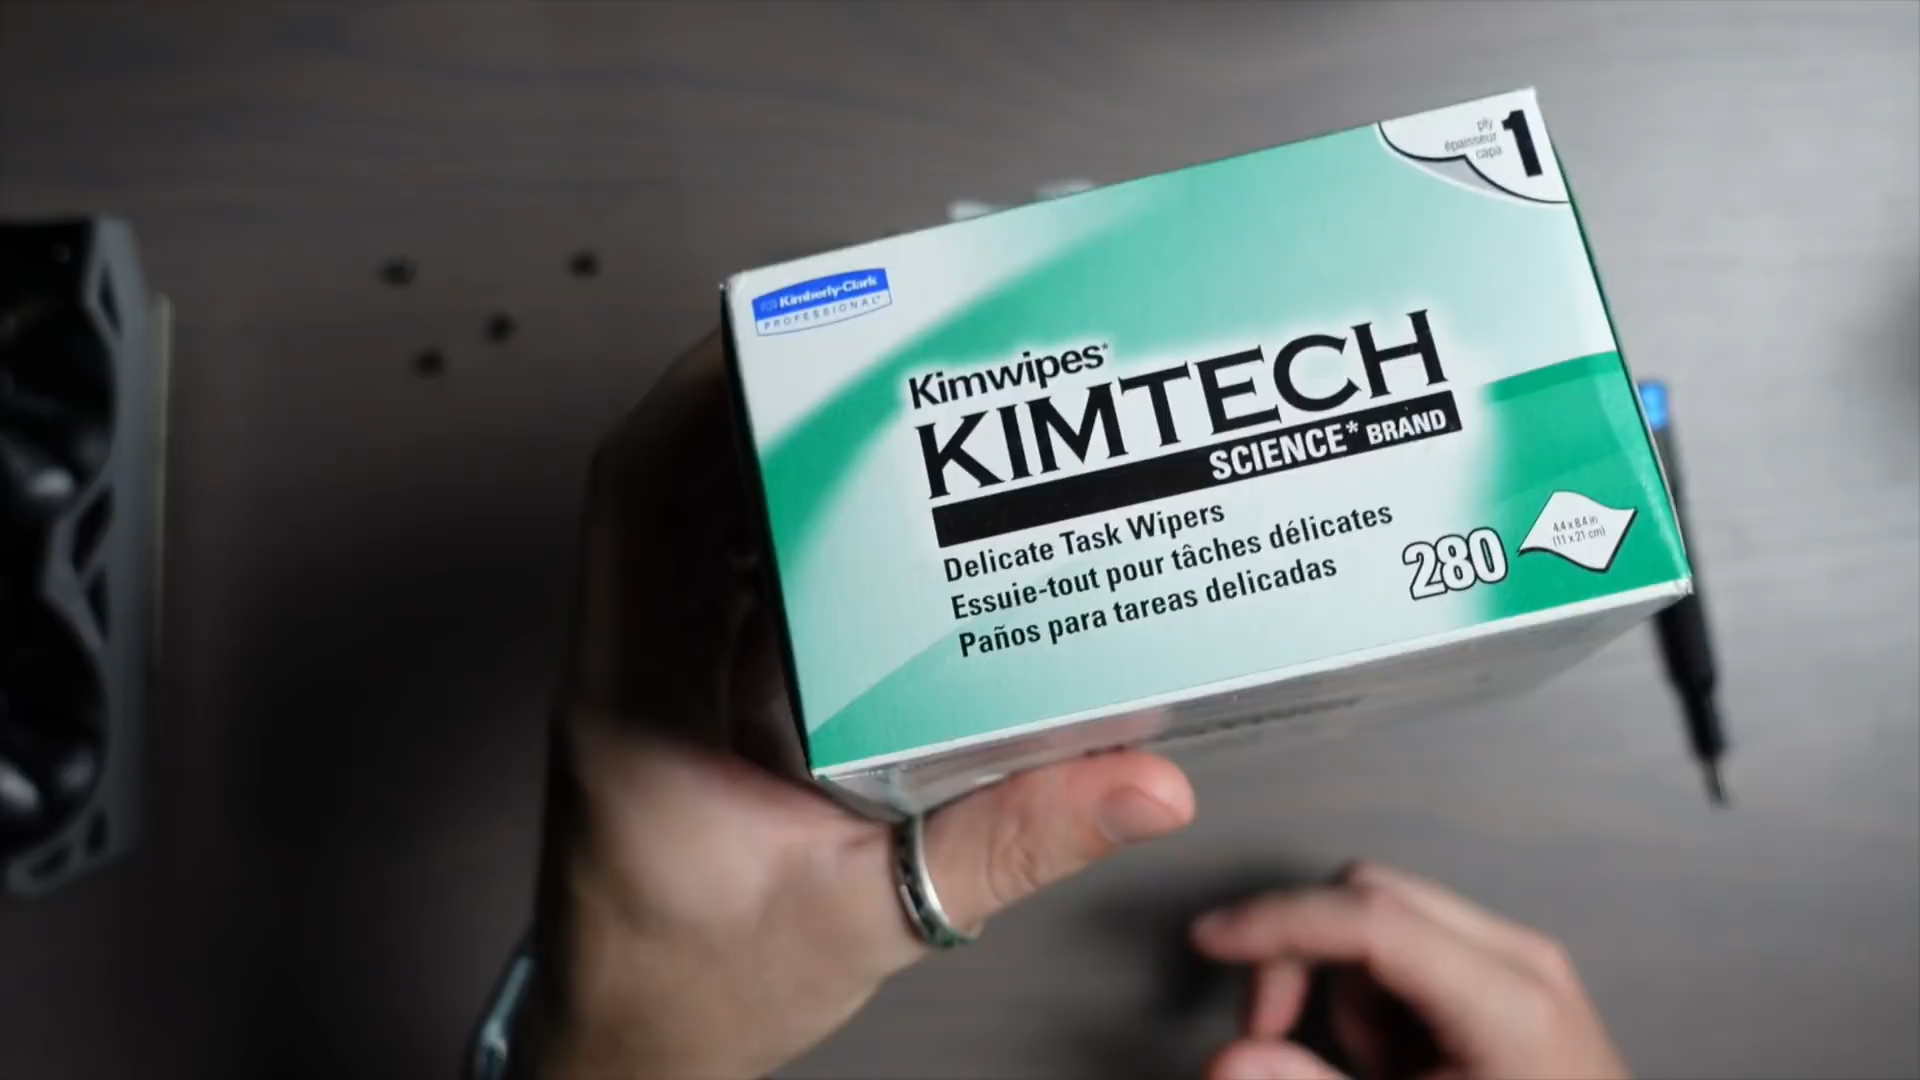 ply
épaisseur
capa
1
Kimberly-Clark
PROFESSIONAL*
Kimwipes*
KIMTECH
SCIENCE* BRAND
Delicate Task Wipers
Essuie-tout pour tâches délicates
Paños para tareas delicadas
280
4.4 x 8.4 in
(11 x 21 cm)